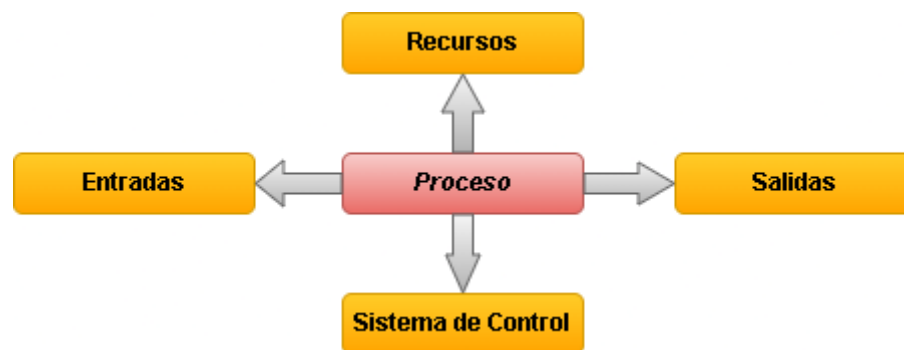 Recursos
Entradas
Proceso
Salidas
Sistema de Control